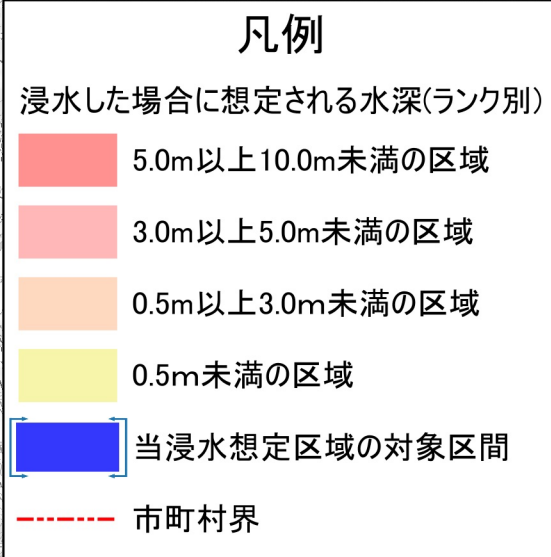 凡例
浸水した場合に想定される水深(ランク別)
5.0m以上10.0m未満の区域
3.0m以上5.0m未満の区域
0.5m以上3.0ｍ未満の区域
0.5ｍ未満の区域
当浸水想定区域の対象区間
市町村界